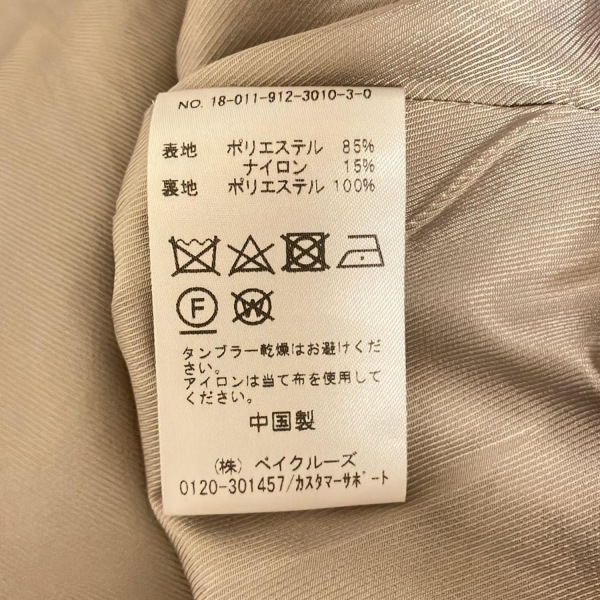 NO. 18-011-912-3010-3-0
表地 ポリエステル 85%
ナイロン 15%
裏地 ポリエステル 100%
F W
タンブラー乾燥はお避けくだ
さい。
アイロンは当て布を使用して
ください。
中国製
(株) ベイクルーズ
0120-301457/カスタマーサポート